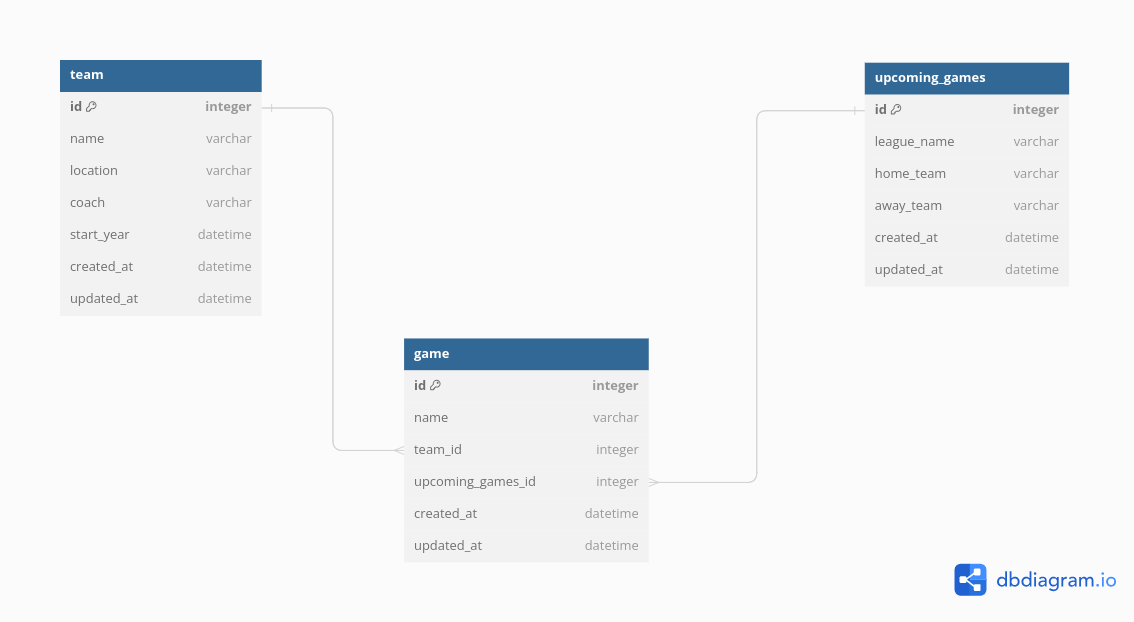 team
id integer
name varchar
location varchar
coach varchar
start_year datetime
created_at datetime
updated_at datetime
upcoming_games
id integer
league_name varchar
home_team varchar
away_team varchar
created_at datetime
updated_at datetime
game
id integer
name varchar
team_id integer
upcoming_games_id integer
created_at datetime
updated_at datetime
dbdiagram.io